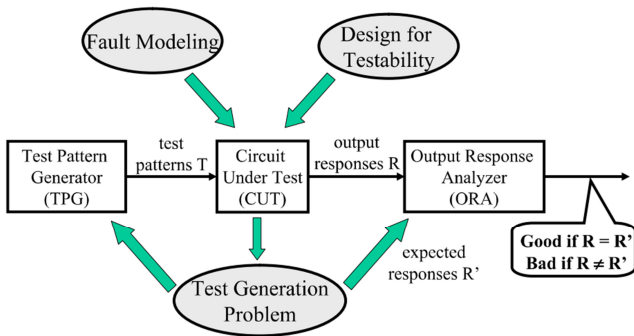 Fault Modeling
Design for
Testability
Test Pattern
Generator
(TPG)
test
patterns T
Circuit
Under Test
(CUT)
output
responses R
Output Response
Analyzer
(ORA)
Good if R = R’
Bad if R ≠ R’
expected
responses R’
Test Generation
Problem